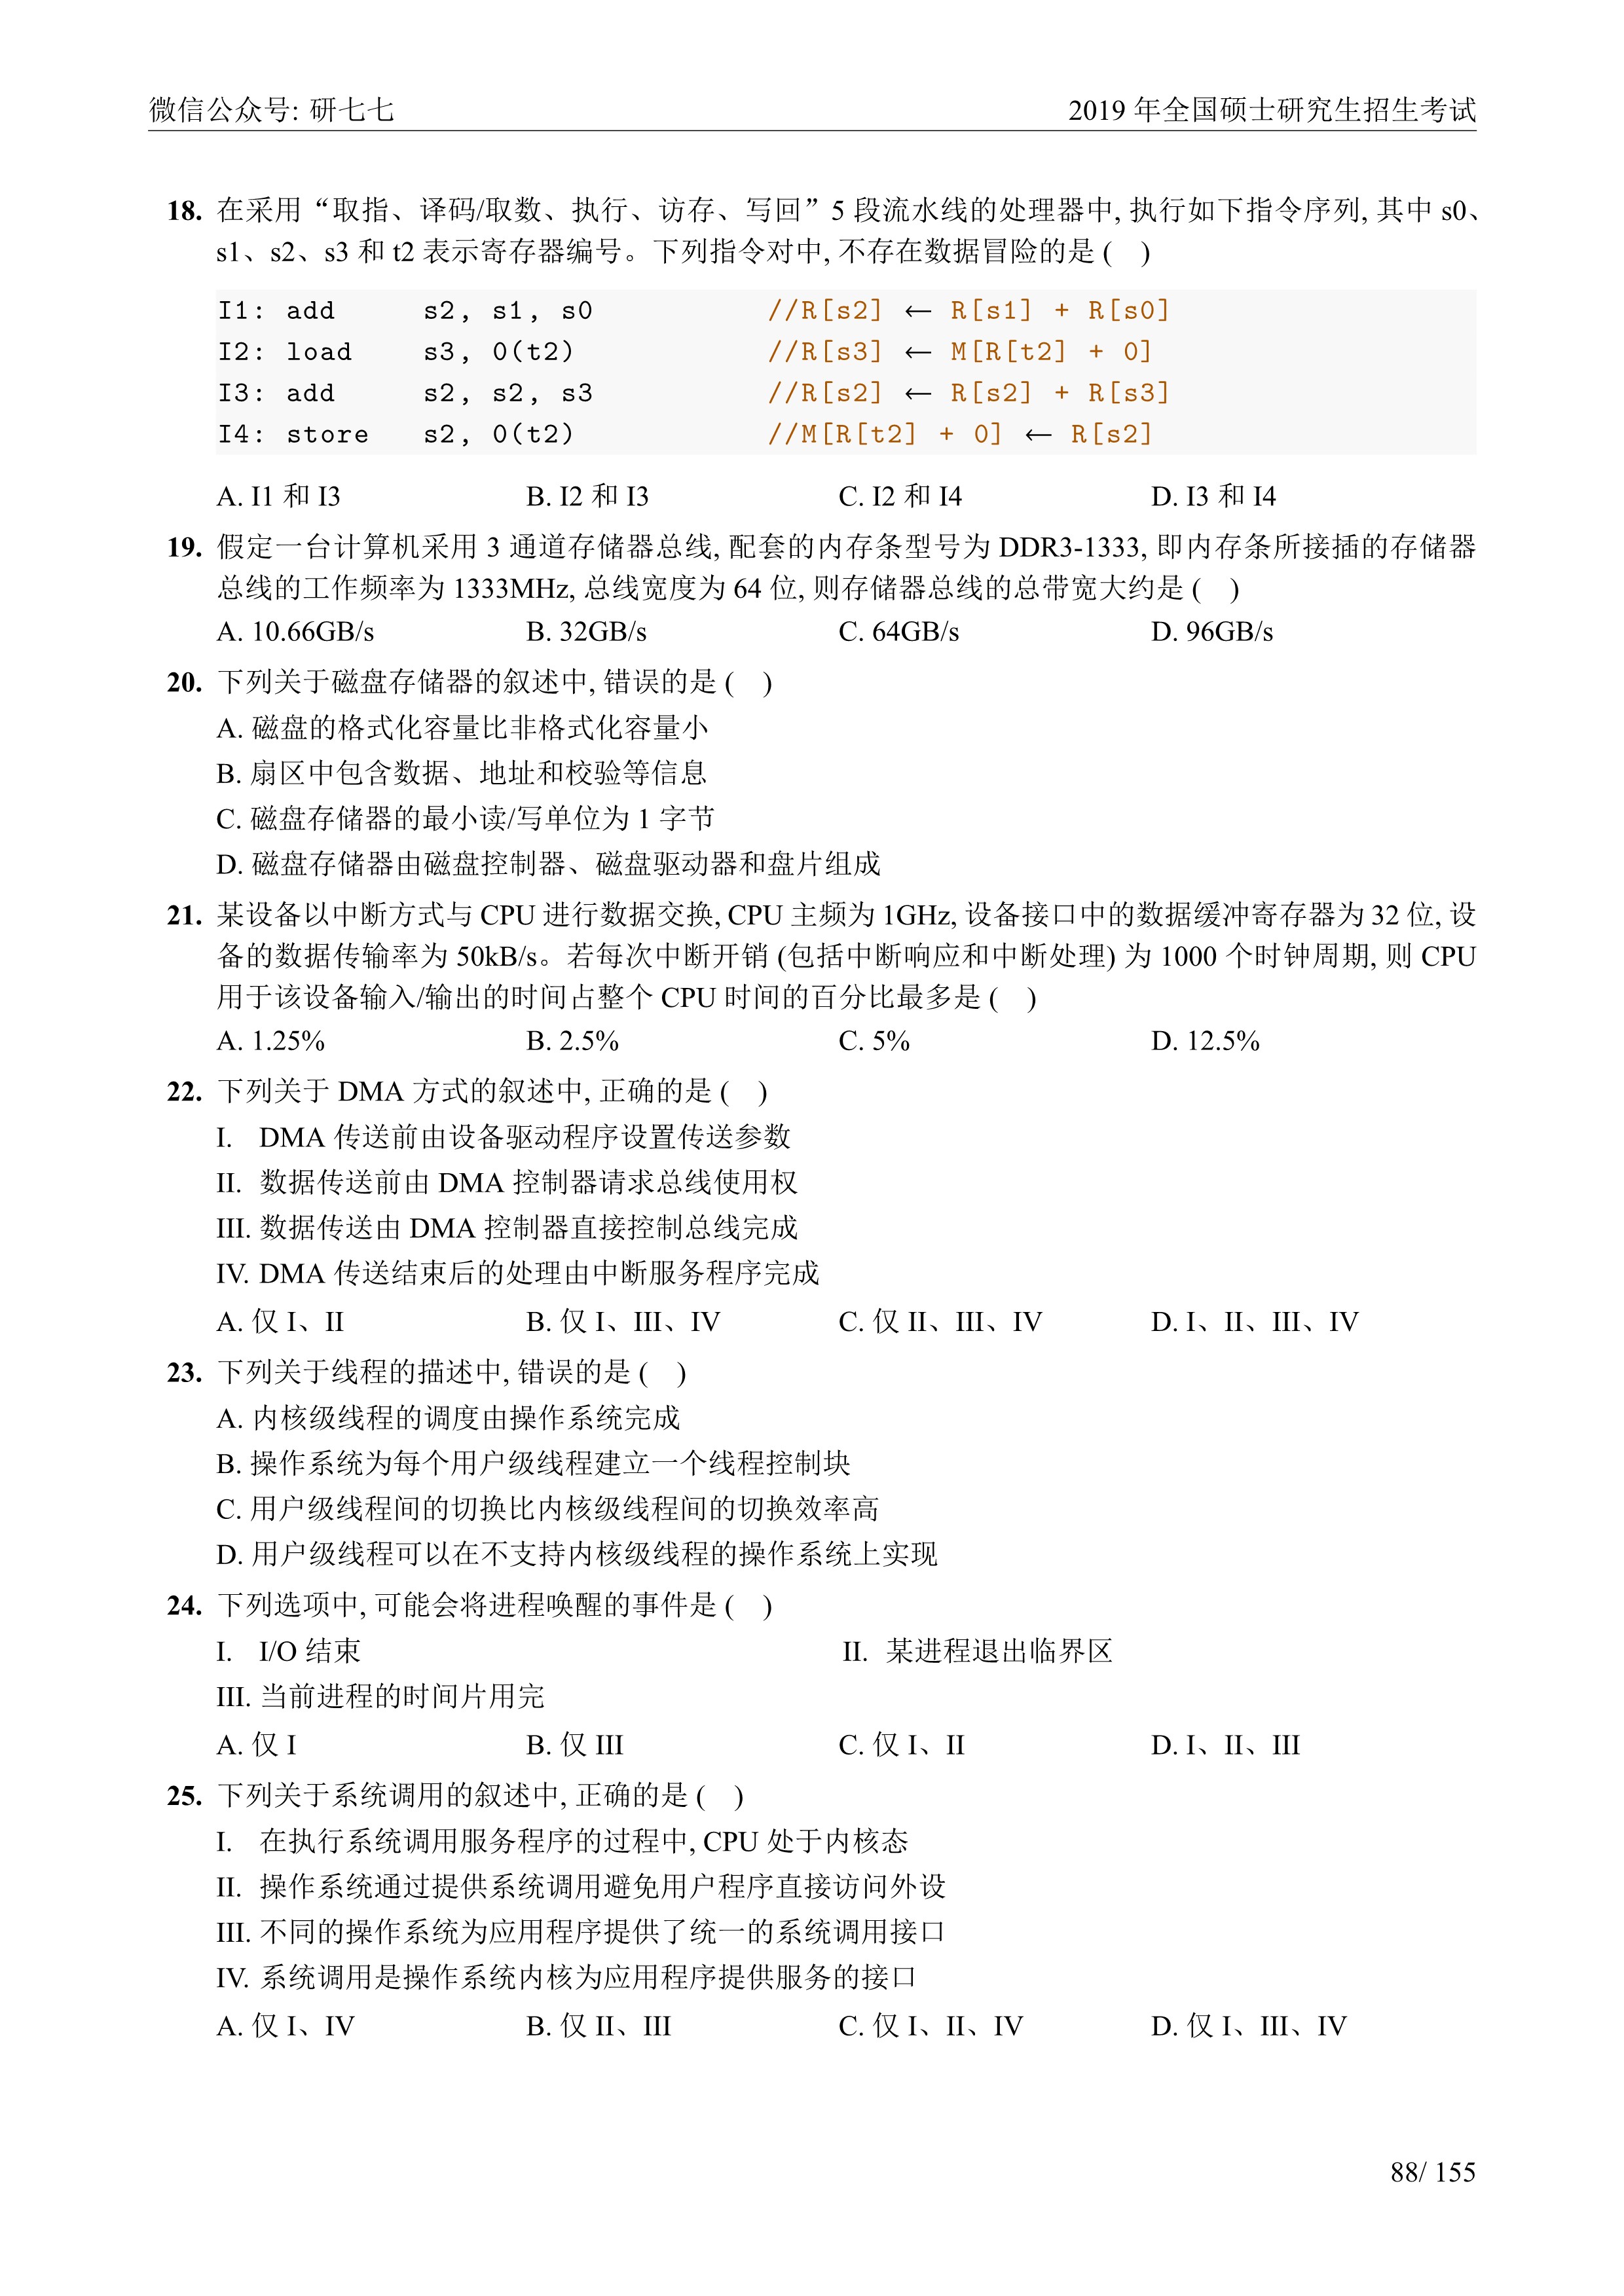 微信公众号: 研七七
2019 年全国硕士研究生招生考试
18. 在采用“取指、译码/取数、执行、访存、写回”5 段流水线的处理器中, 执行如下指令序列, 其中 s0、
s1、s2、s3 和 t2 表示寄存器编号。下列指令对中, 不存在数据冒险的是 ( )
I1: add s2, s1, s0 //R[s2] ← R[s1] + R[s0]
I2: load s3, 0(t2) //R[s3] ← M[R[t2] + 0]
I3: add s2, s2, s3 //R[s2] ← R[s2] + R[s3]
I4: store s2, 0(t2) //M[R[t2] + 0] ← R[s2]
A. I1 和 I3 B. I2 和 I3 C. I2 和 I4 D. I3 和 I4
19. 假定一台计算机采用 3 通道存储器总线, 配套的内存条型号为 DDR3-1333, 即内存条所接插的存储器
总线的工作频率为 1333MHz, 总线宽度为 64 位, 则存储器总线的总带宽大约是 ( )
A. 10.66GB/s B. 32GB/s C. 64GB/s D. 96GB/s
20. 下列关于磁盘存储器的叙述中, 错误的是 ( )
A. 磁盘的格式化容量比非格式化容量小
B. 扇区中包含数据、地址和校验等信息
C. 磁盘存储器的最小读/写单位为 1 字节
D. 磁盘存储器由磁盘控制器、磁盘驱动器和盘片组成
21. 某设备以中断方式与 CPU 进行数据交换, CPU 主频为 1GHz, 设备接口中的数据缓冲寄存器为 32 位, 设
备的数据传输率为 50kB/s。若每次中断开销 (包括中断响应和中断处理) 为 1000 个时钟周期, 则 CPU
用于该设备输入/输出的时间占整个 CPU 时间的百分比最多是 ( )
A. 1.25% B. 2.5% C. 5% D. 12.5%
22. 下列关于 DMA 方式的叙述中, 正确的是 ( )
I. DMA 传送前由设备驱动程序设置传送参数
II. 数据传送前由 DMA 控制器请求总线使用权
III. 数据传送由 DMA 控制器直接控制总线完成
IV. DMA 传送结束后的处理由中断服务程序完成
A. 仅 I、II B. 仅 I、III、IV C. 仅 II、III、IV D. I、II、III、IV
23. 下列关于线程的描述中, 错误的是 ( )
A. 内核级线程的调度由操作系统完成
B. 操作系统为每个用户级线程建立一个线程控制块
C. 用户级线程间的切换比内核级线程间的切换效率高
D. 用户级线程可以在不支持内核级线程的操作系统上实现
24. 下列选项中, 可能会将进程唤醒的事件是 ( )
I. I/O 结束 II. 某进程退出临界区
III. 当前进程的时间片用完
A. 仅 I B. 仅 III C. 仅 I、II D. I、II、III
25. 下列关于系统调用的叙述中, 正确的是 ( )
I. 在执行系统调用服务程序的过程中, CPU 处于内核态
II. 操作系统通过提供系统调用避免用户程序直接访问外设
III. 不同的操作系统为应用程序提供了统一的系统调用接口
IV. 系统调用是操作系统内核为应用程序提供服务的接口
A. 仅 I、IV B. 仅 II、III C. 仅 I、II、IV D. 仅 I、III、IV
88/ 155